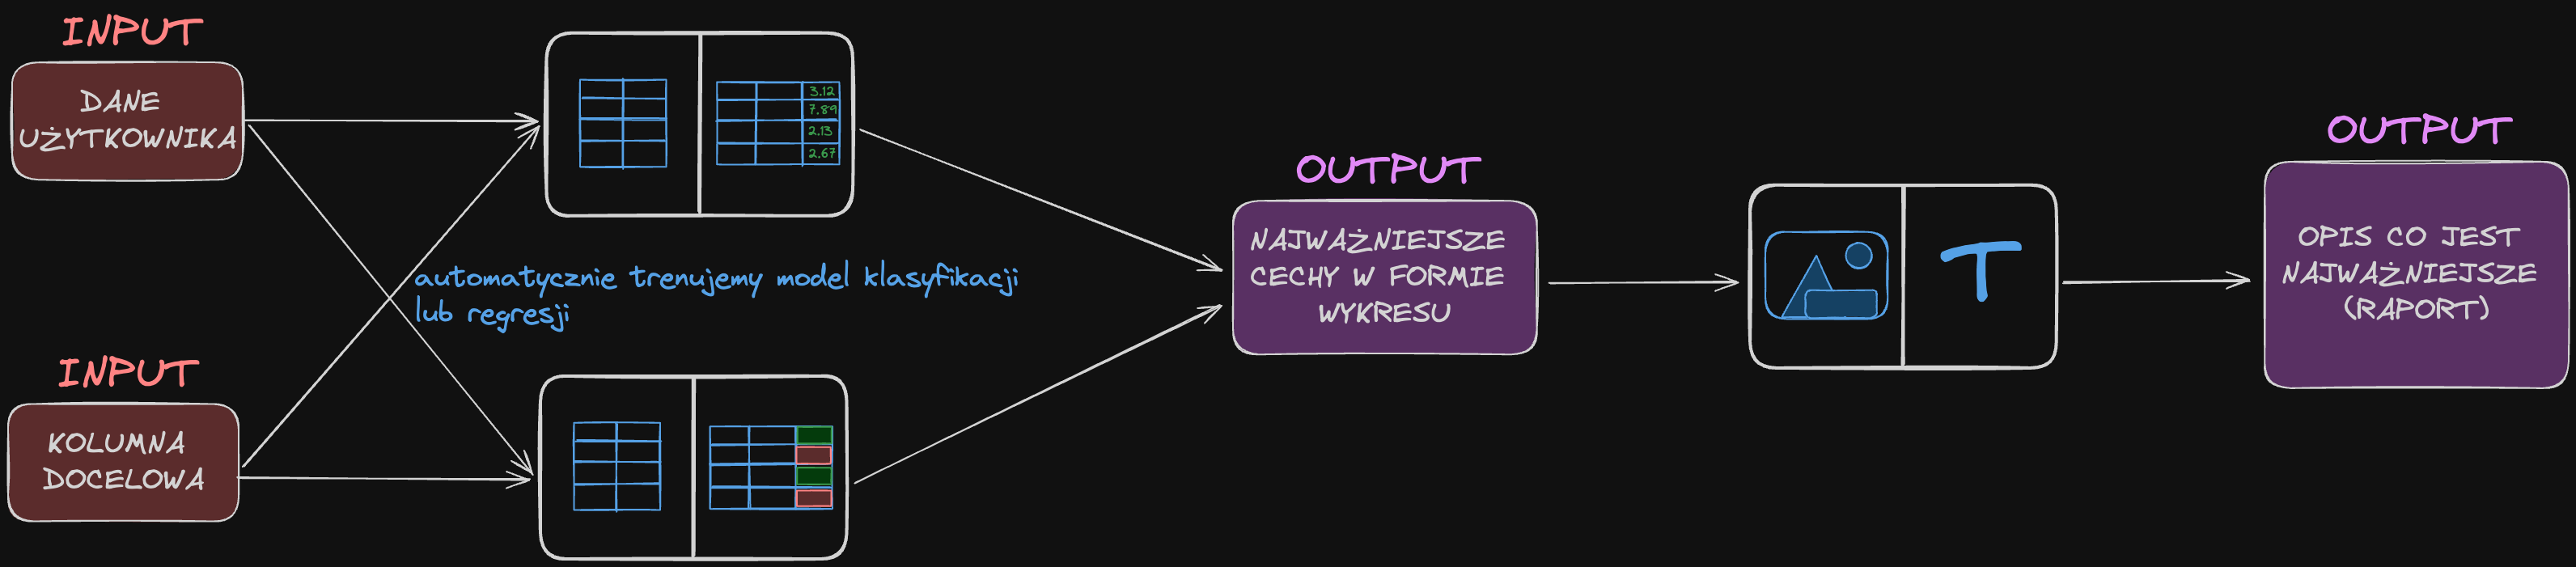 INPUT
DANE
UŻYTKOWNIKA
3.12
7.89
2.13
2.67
automatycznie trenujemy model klasyfikacji
lub regresji
INPUT
KOLUMNA
DOCELOWA
OUTPUT
NAJWAŻNIEJSZE
CECHY W FORMIE
WYKRESU
T
OUTPUT
OPIS CO JEST
NAJWAŻNIEJSZE
(RAPORT)